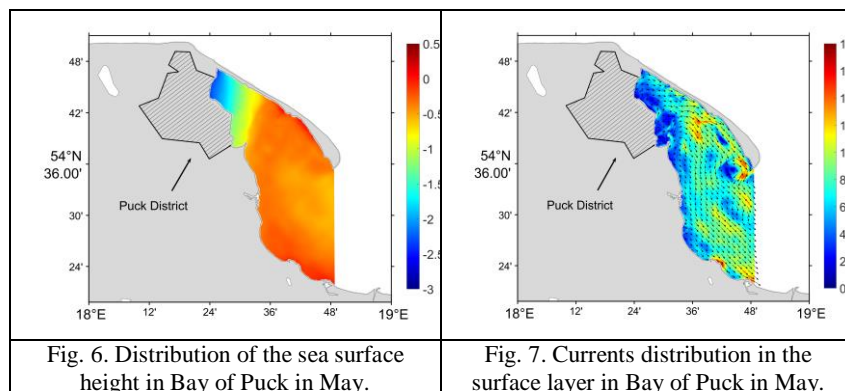 48'
42'
54°N
36.00'
30'
24'
18°E 12' 24' 36' 48' 19°E
Puck District
0.5
0
-0.
-1
-1.
-2
-2.
-3
48'
42'
54°N
36.00'
30'
24'
18°E 12' 24' 36' 48' 19°E
Puck District
Fig. 6. Distribution of the sea surface
height in Bay of Puck in May.
Fig. 7. Currents distribution in the
surface layer in Bay of Puck in May.